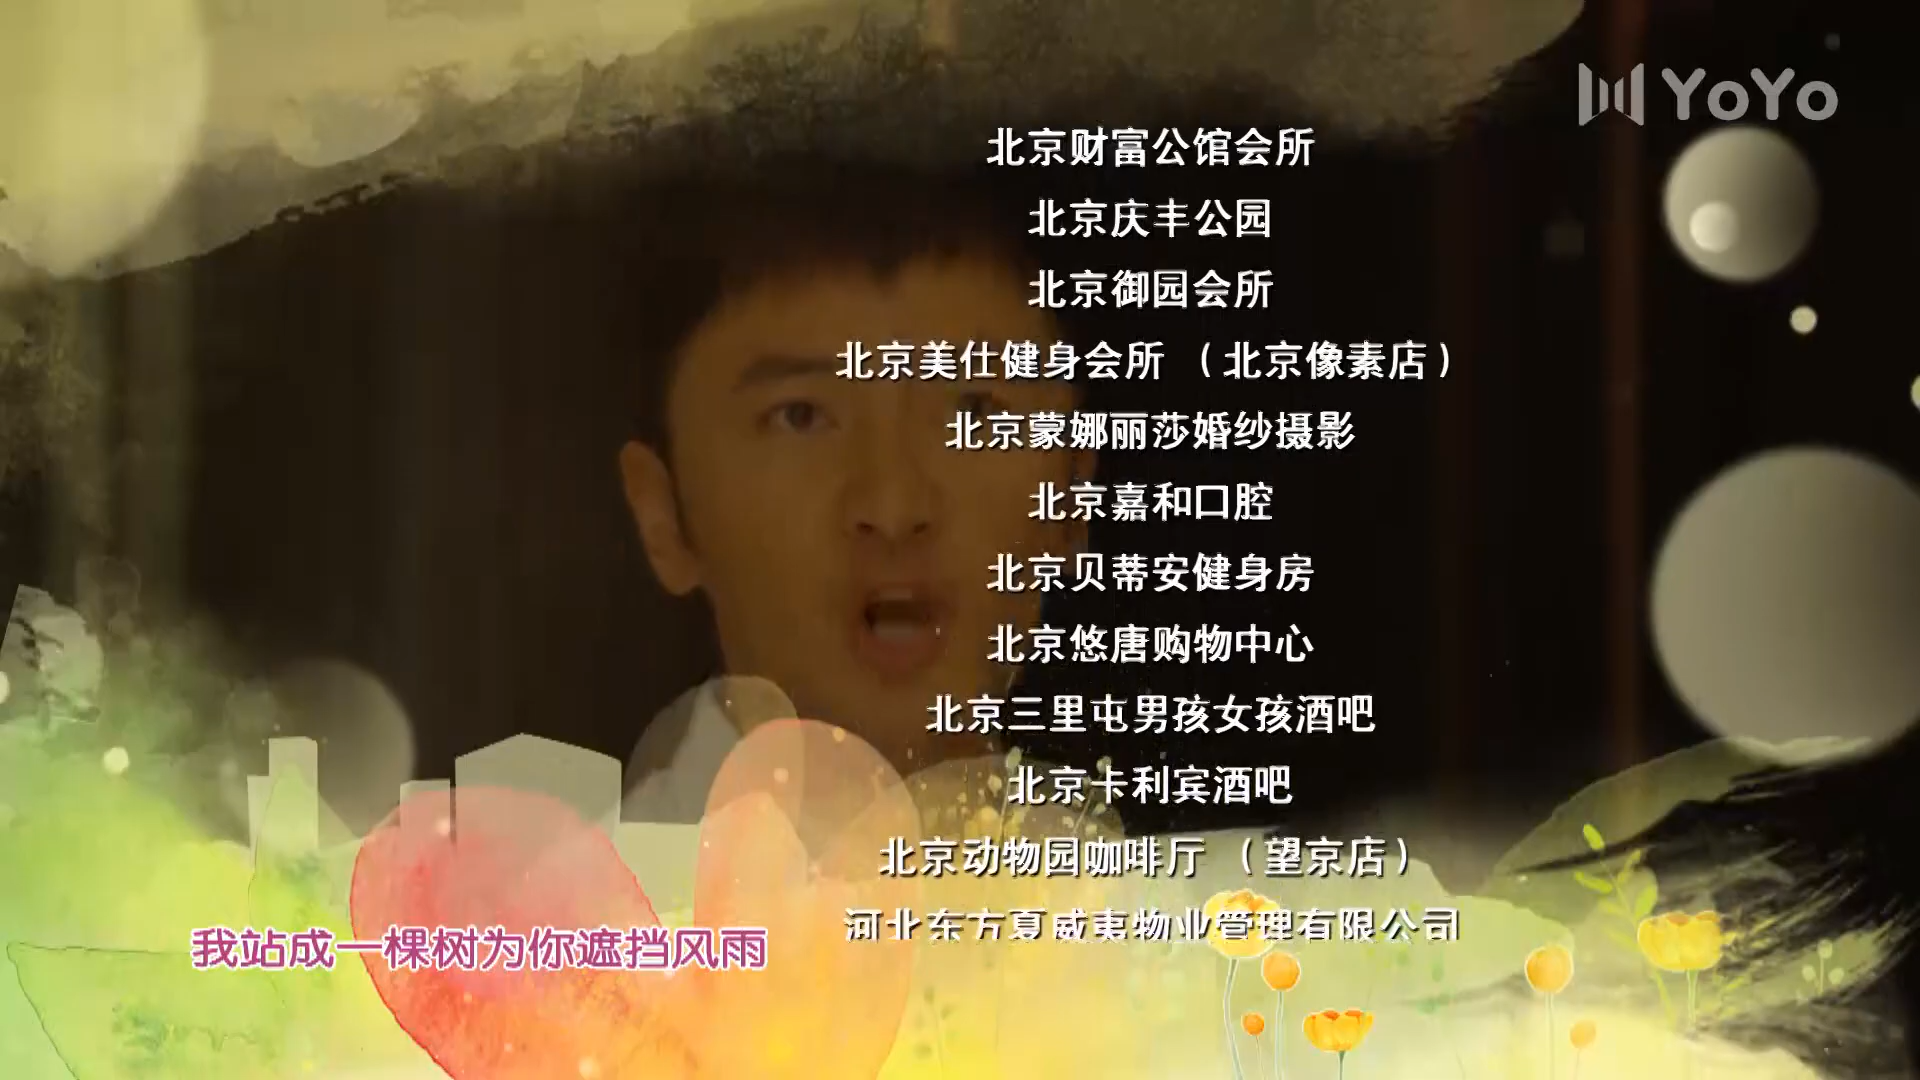 YoYo
北京财富公馆会所
北京庆丰公园
北京御园会所
北京美仕健身会所 （北京像素店）
北京蒙娜丽莎婚纱摄影
北京嘉和口腔
北京贝蒂安健身房
北京悠唐购物中心
北京三里屯男孩女孩酒吧
北京卡利宾酒吧
北京动物园咖啡厅 （望京店）
河北东方夏威夷物业管理有限公司
我站成一棵树为你遮挡风雨